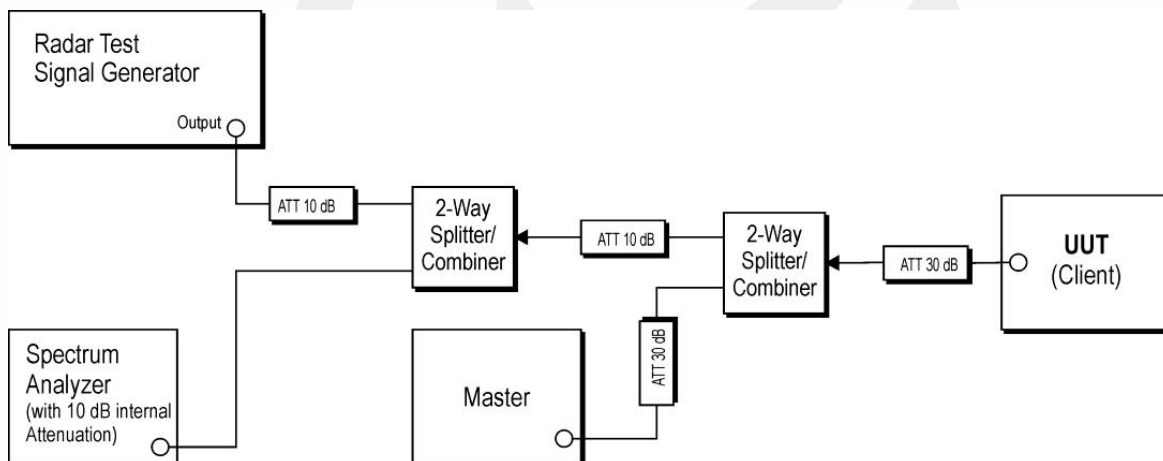 Radar Test
Signal Generator
Output
ATT 10 dB
2-Way
Splitter/
Combiner
ATT 10 dB
2-Way
Splitter/
Combiner
ATT 30 dB
UUT
(Client)
Spectrum
Analyzer
(with 10 dB internal
Attenuation)
Master
ATT 30 dB